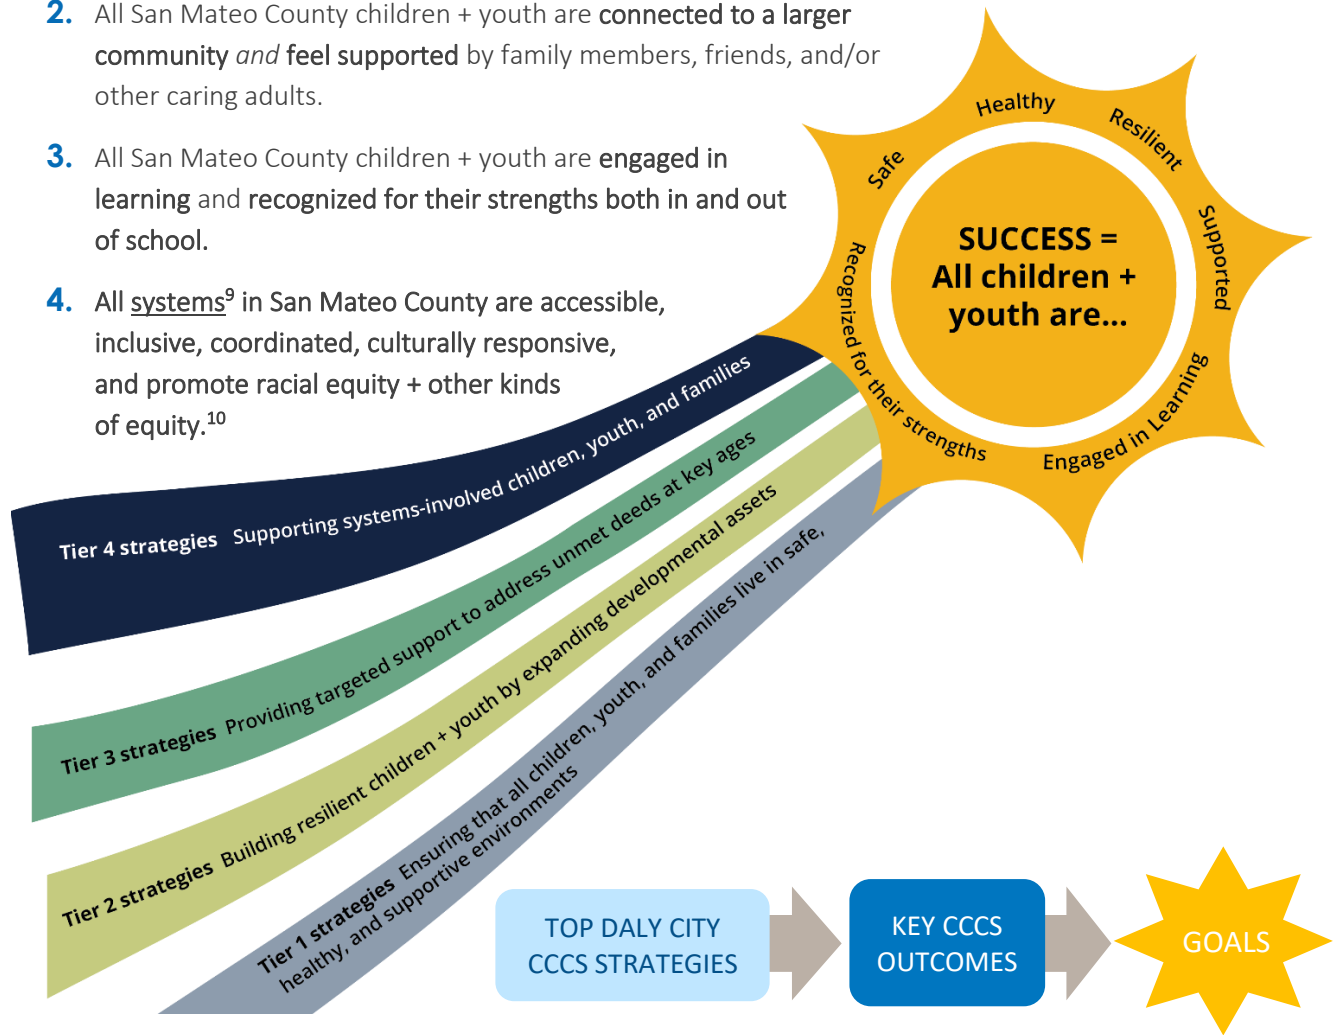 2. All San Mateo County children + youth are connected to a larger
community and feel supported by family members, friends, and/or
other caring adults.
3. All San Mateo County children + youth are engaged in
learning and recognized for their strengths both in and out
of school.
4. All systems9 in San Mateo County are accessible,
inclusive, coordinated, culturally responsive,
and promote racial equity + other kinds
of equity.10
Safe
Healthy
Resilient
Supported
Engaged in Learning
Recognized for their strengths
SUCCESS =
All children +
youth are...
Tier 4 strategies Supporting systems-involved children, youth, and families
Tier 3 strategies Providing targeted support to address unmet deeds at key ages
Tier 2 strategies Building resilient children + youth by expanding developmental assets
Tier 1 strategies Ensuring that all children, youth, and families live in safe,
healthy, and supportive environments
TOP DALY CITY
CCCS STRATEGIES
KEY CCCS
OUTCOMES
GOALS